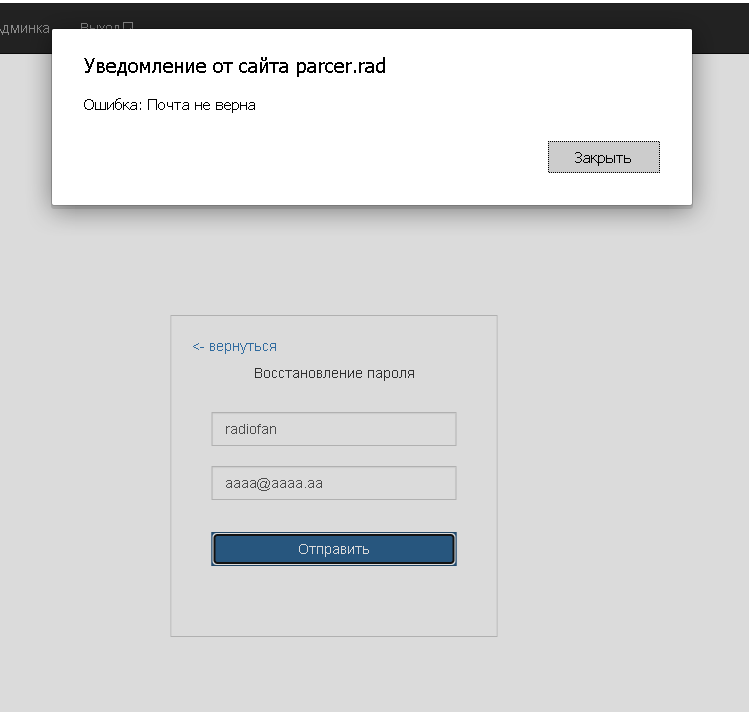 Админка Выход
Уведомление от сайта parcer.rad
Ошибка: Почта не верна
Закрыть
<- вернуться
Восстановление пароля
radiofan
aaaa@aaaa.aa
Отправить